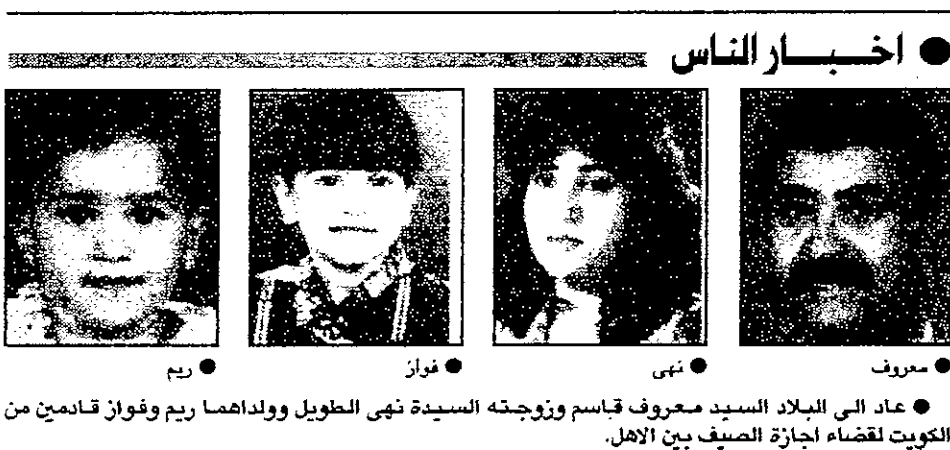 ● اخبار الناس
● معروف
● نهى
● فواز
● ريم
● عاد الى البلاد السيد معروف قاسم وزوجته السيدة نهى الطويل وولداهما ريم وفواز قادمين من
الكويت لقضاء اجازة الصيف بين الاهل.